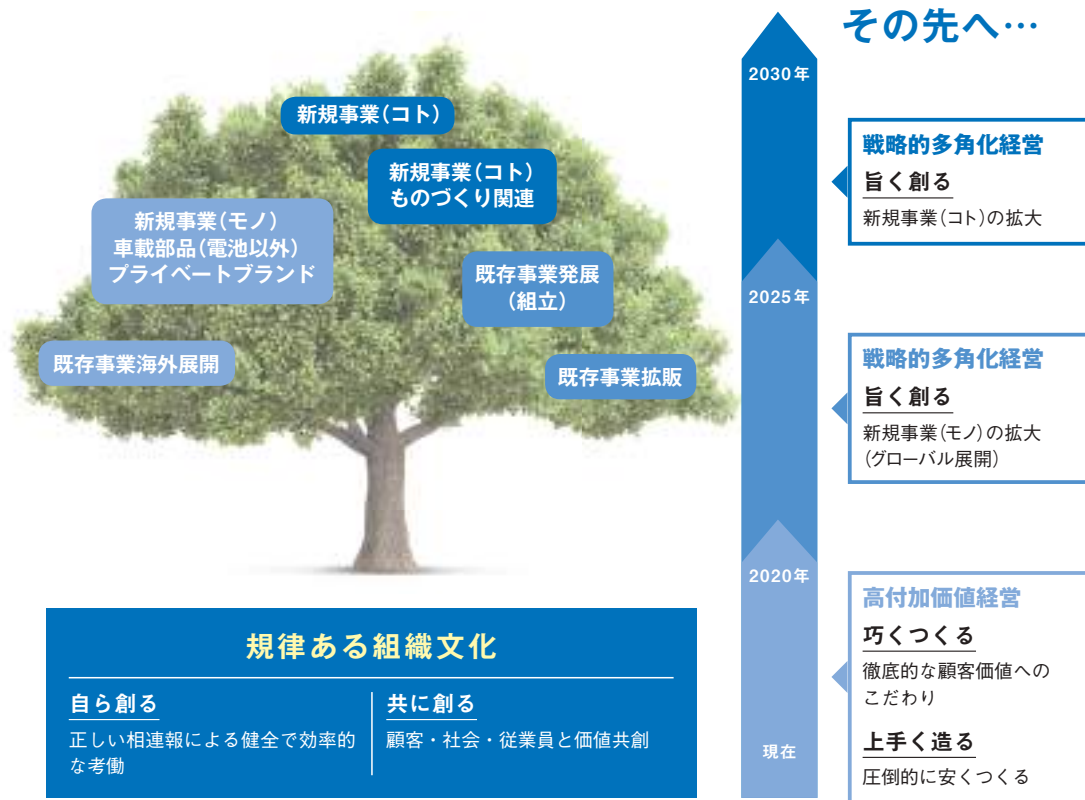 その先へ…
新規事業(コト)
新規事業(コト)
ものづくり関連
新規事業(モノ)
車載部品(電池以外)
プライベートブランド
既存事業発展
(組立)
既存事業海外展開
既存事業拡販
規律ある組織文化
自ら創る
正しい相連報による健全で効率的
な考働
共に創る
顧客・社会・従業員と価値共創
2030年
2025年
2020年
現在
戦略的多角化経営
旨く創る
新規事業(コト)の拡大
戦略的多角化経営
旨く創る
新規事業(モノ)の拡大
(グローバル展開)
高付加価値経営
巧くつくる
徹底的な顧客価値への
こだわり
上手く造る
圧倒的に安くつくる